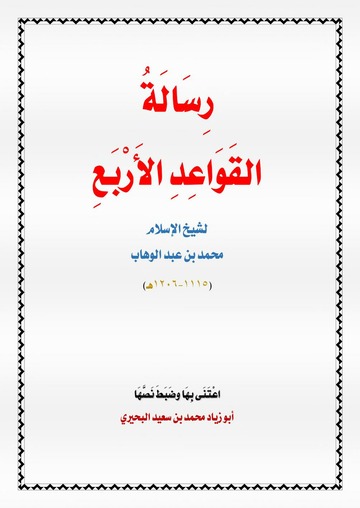 رِسَالَةُ
القَوَاعِدِ الأَرْبَعِ
لشيخ الإسلام
محمد بن عبد الوهاب
(١١١٥-١٢٠٦هـ)
اعْتَنَى بِهَا وضَبَطَ نَصَّهَا
أبو زياد محمد بن سعيد البحيري